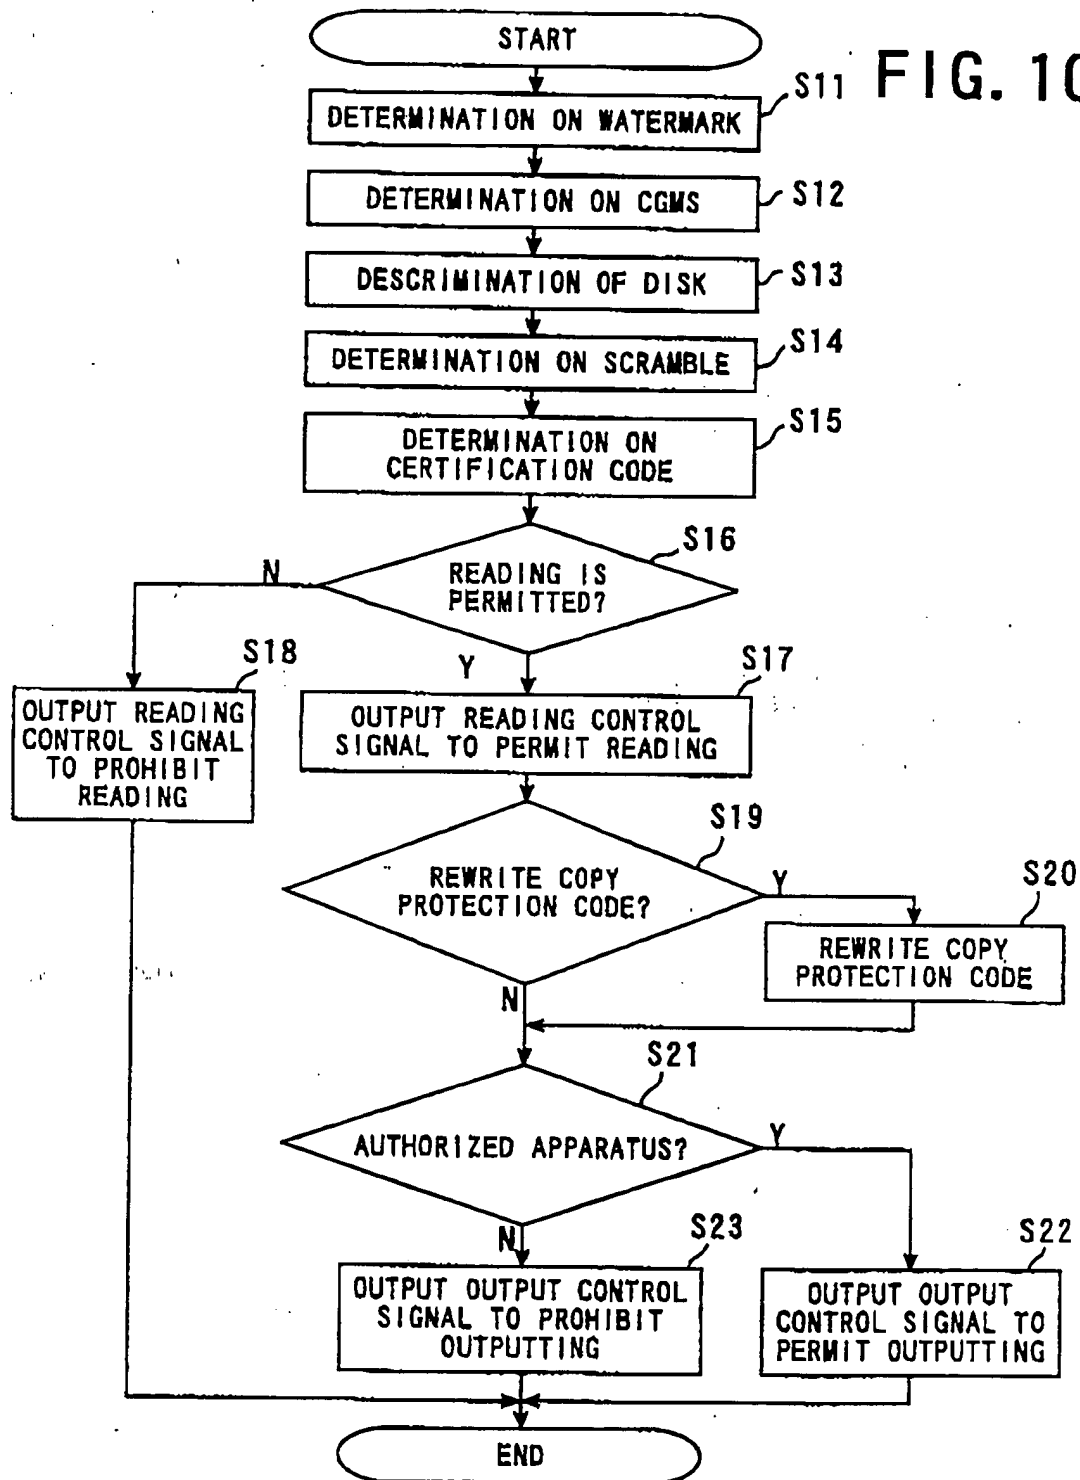 START
FIG. 10
S11
DETERMINATION ON WATERMARK
S12
DETERMINATION ON CGMS
S13
DESCRIMINATION OF DISK
S14
DETERMINATION ON SCRAMBLE
S15
DETERMINATION ON
CERTIFICATION CODE
S16
READING IS
PERMITTED?
N
Y
S18
OUTPUT READING
CONTROL SIGNAL
TO PROHIBIT
READING
S17
OUTPUT READING CONTROL
SIGNAL TO PERMIT READING
S19
REWRITE COPY
PROTECTION CODE?
Y
N
S20
REWRITE COPY
PROTECTION CODE
S21
AUTHORIZED APPARATUS?
Y
N
S23
OUTPUT OUTPUT CONTROL
SIGNAL TO PROHIBIT
OUTPUTTING
S22
OUTPUT OUTPUT
CONTROL SIGNAL TO
PERMIT OUTPUTTING
END